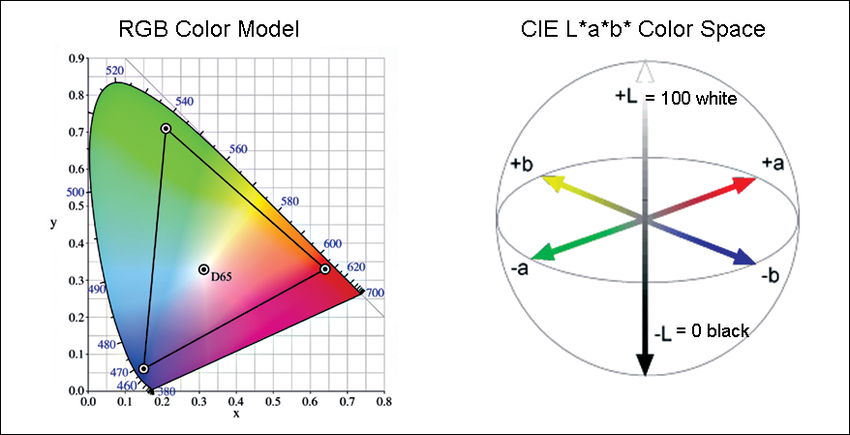 RGB Color Model
CIE L*a*b* Color Space
0.9
0.8
0.7
0.6
0.5
0.4
0.3
0.2
0.1
0.0
y
0.0 0.1 0.2 0.3 0.4 0.5 0.6 0.7 0.8
x
520
540
560
580
600
620
700
500
490
480
470
460
380
D65
+L = 100 white
+b
+a
-a
-b
-L = 0 black